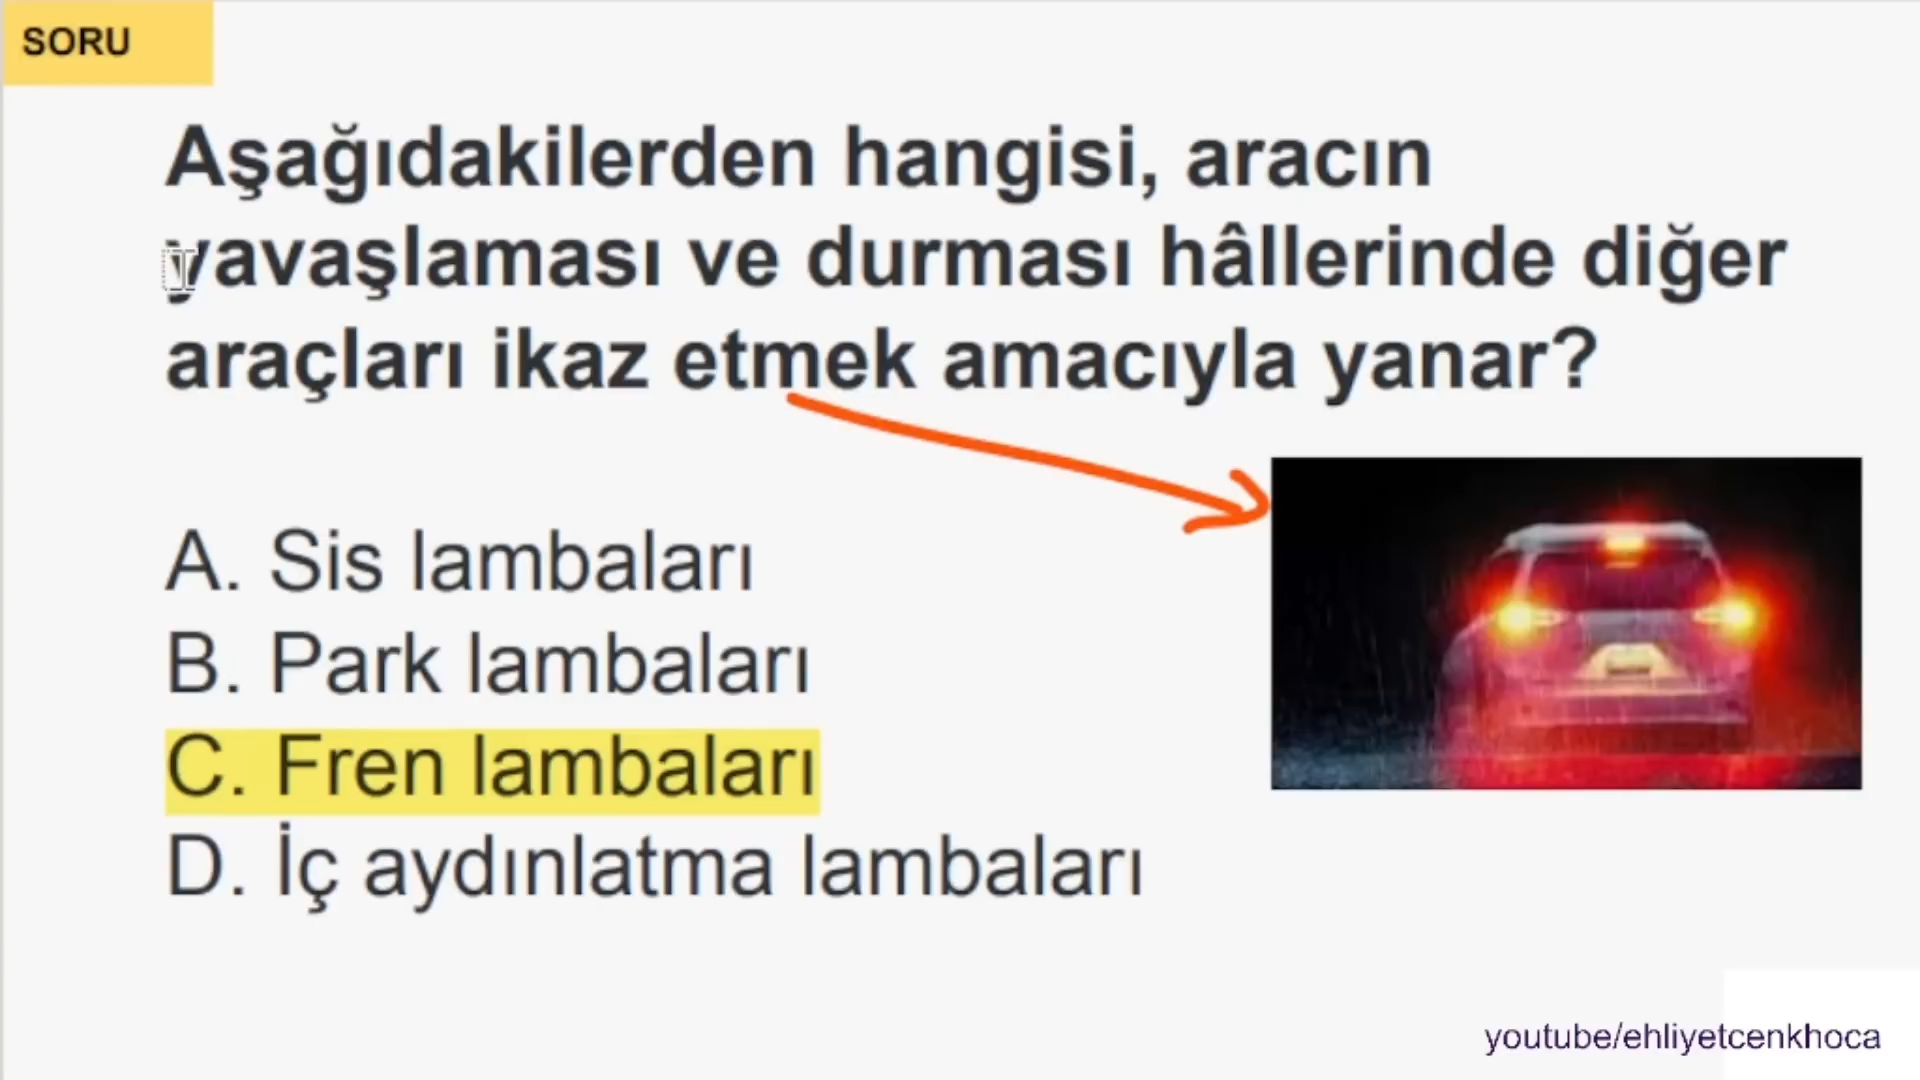 SORU
Aşağıdakilerden hangisi, aracın
yavaşlaması ve durması hâllerinde diğer
araçları ikaz etmek amacıyla yanar?
A. Sis lambaları
B. Park lambaları
C. Fren lambaları
D. İç aydınlatma lambaları
youtube/ehliyetcenkhoca